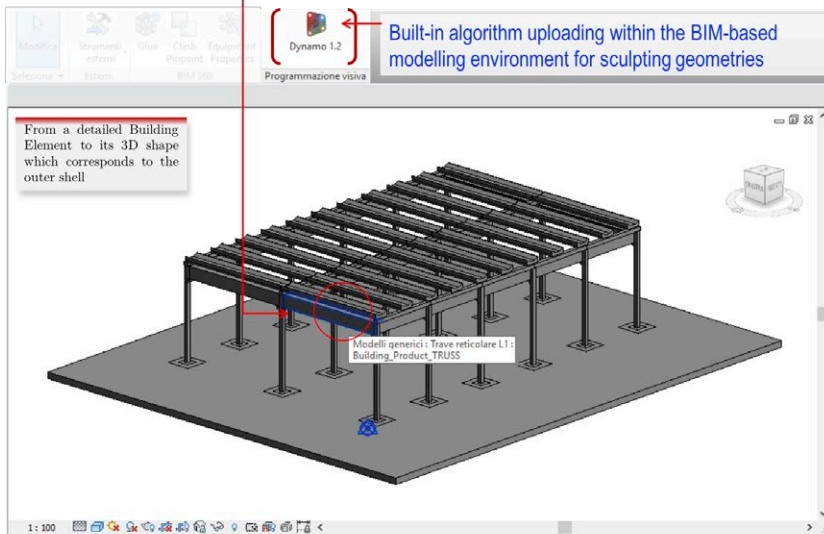 Modifica
Strumenti esterni
Glue
Clash Pinpoint
Equipment Properties
Dynamo 1.2
Seleziona
Esterni
BIM 360
Programmazione visiva
Built-in algorithm uploading within the BIM-based
modelling environment for sculpting geometries
From a detailed Building
Element to its 3D shape
which corresponds to the
outer shell
Modelli generici : Trave reticolare L1 :
Building_Product_TRUSS
1 : 100